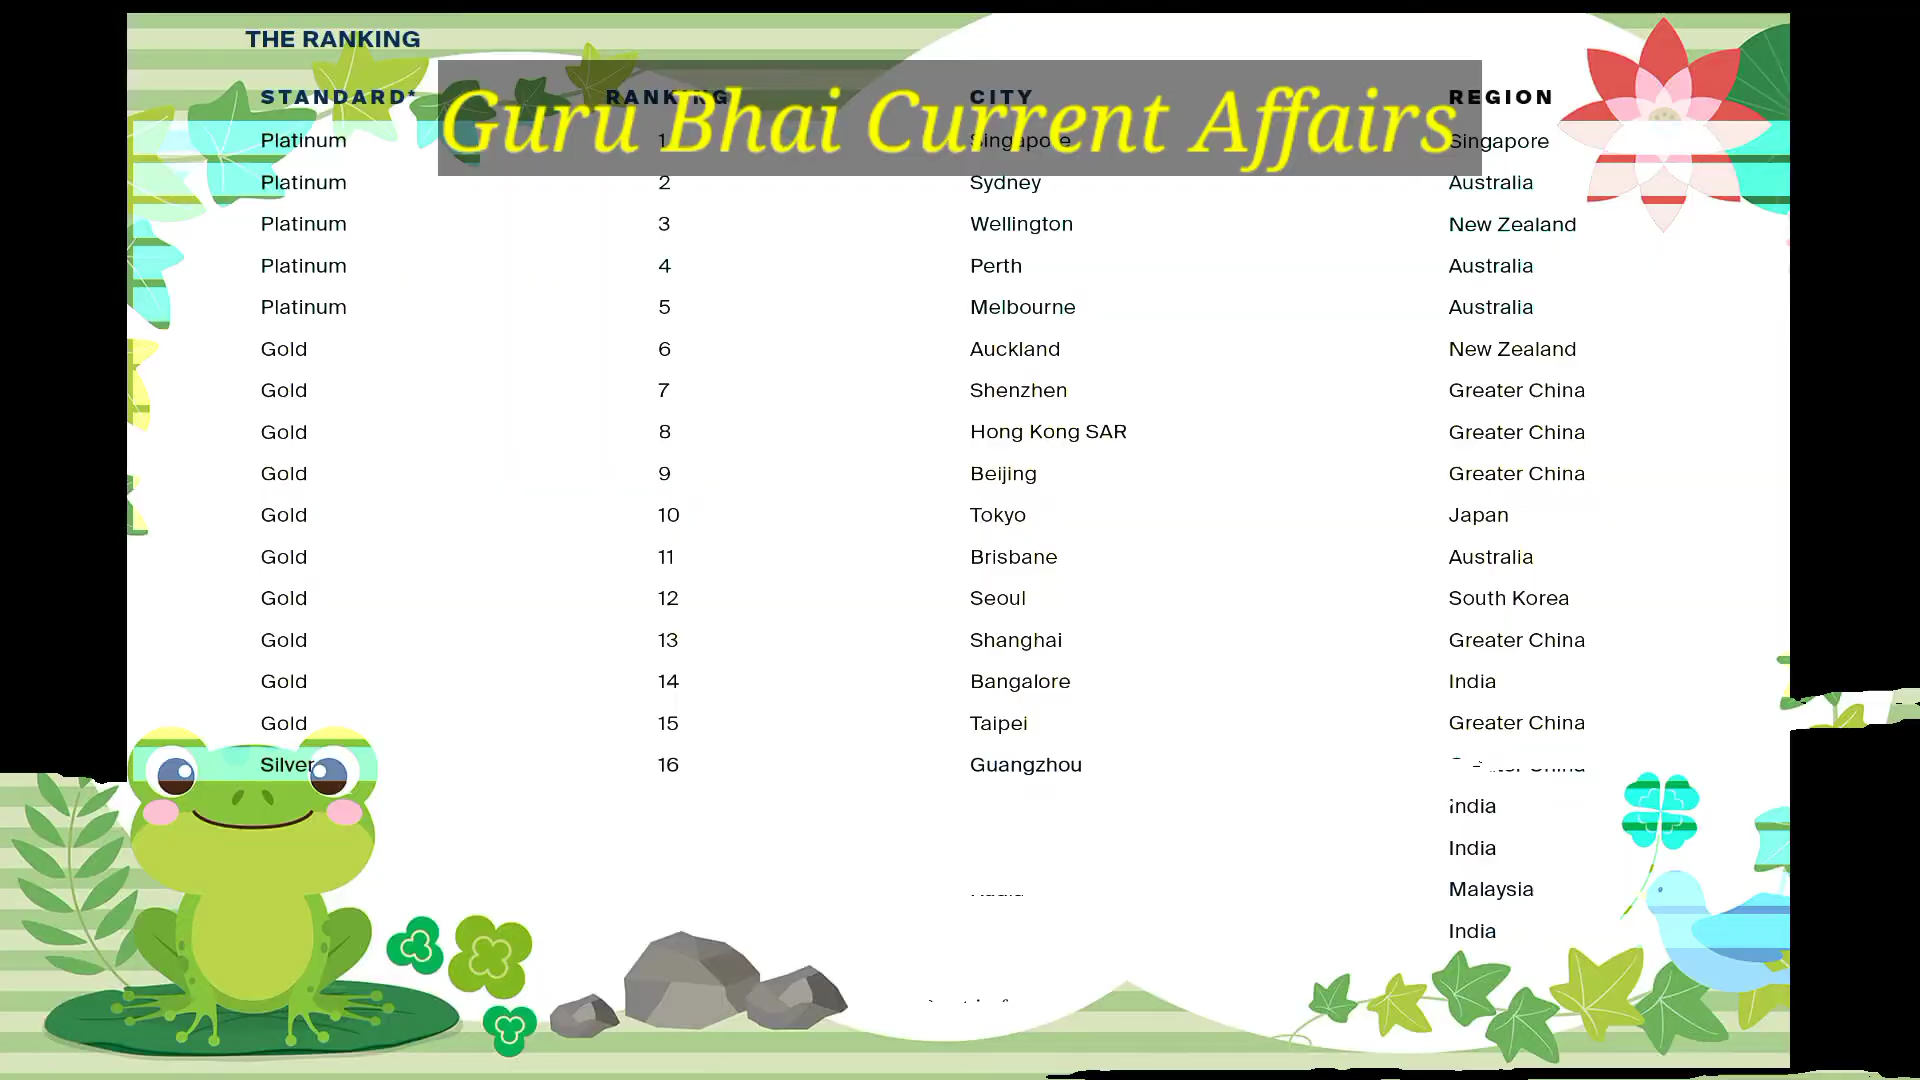 THE RANKING
STANDARD* RANKING CITY REGION
Guru Bhai Current Affairs
Platinum 1 Singapore Singapore
Platinum 2 Sydney Australia
Platinum 3 Wellington New Zealand
Platinum 4 Perth Australia
Platinum 5 Melbourne Australia
Gold 6 Auckland New Zealand
Gold 7 Shenzhen Greater China
Gold 8 Hong Kong SAR Greater China
Gold 9 Beijing Greater China
Gold 10 Tokyo Japan
Gold 11 Brisbane Australia
Gold 12 Seoul South Korea
Gold 13 Shanghai Greater China
Gold 14 Bangalore India
Gold 15 Taipei Greater China
Silver 16 Guangzhou
India
India
Malaysia
India